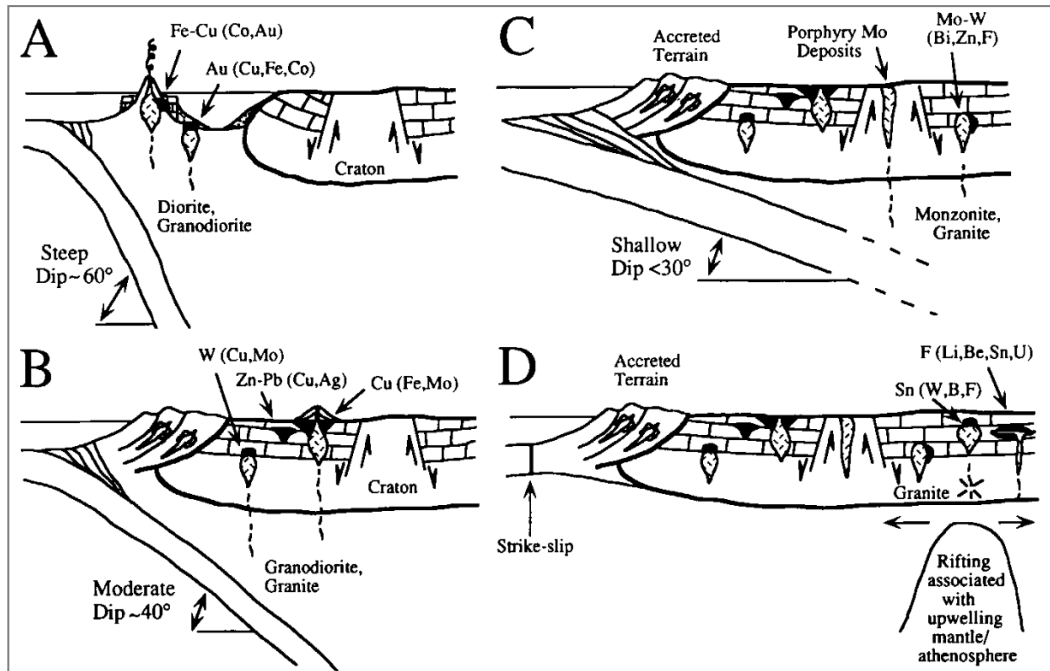 A
Fe-Cu (Co,Au)
Au (Cu,Fe,Co)
Craton
Diorite,
Granodiorite
Steep
Dip~60°
B
W (Cu,Mo)
Zn-Pb (Cu,Ag)
Cu (Fe,Mo)
Craton
Granodiorite,
Granite
Moderate
Dip ~40°
C
Accreted
Terrain
Porphyry Mo
Deposits
Mo-W
(Bi,Zn,F)
Monzonite,
Granite
Shallow
Dip <30°
D
Accreted
Terrain
F (Li,Be,Sn,U)
Sn (W,B,F)
Granite
Strike-slip
Rifting
associated
with
upwelling
mantle/
athenosphere